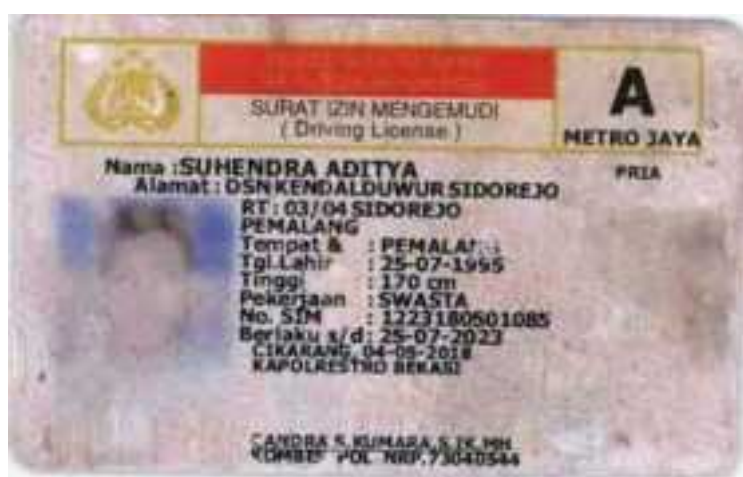 SURAT IZIN MENGEMUDI
( Driving License )
A
METRO JAYA
PRIA
Nama : SUHENDRA ADITYA
Alamat : DSN KENDALDUWUR SIDOREJO
RT : 03/04 SIDOREJO
PEMALANG
Tempat & : PEMALANG
Tgl.Lahir : 25-07-1995
Tinggi : 170 cm
Pekerjaan : SWASTA
No. SIM : 1223180501085
Berlaku s/d : 25-07-2023
CIKARANG, 04-05-2018
KAPOLRESTRO BEKASI
CANDRA S.KUMARA,S.IK,MH
KOMBES POL NRP.73040544